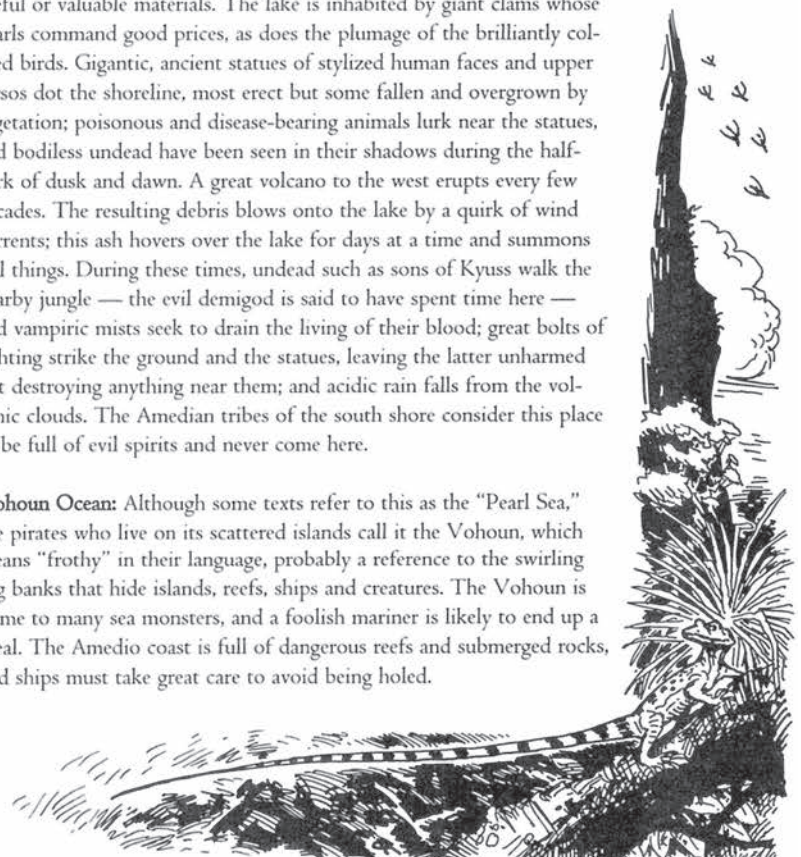 ful or valuable materials. The lake is inhabited by giant clams whose
arls command good prices, as does the plumage of the brilliantly col-
ed birds. Gigantic, ancient statues of stylized human faces and upper
sos dot the shoreline, most erect but some fallen and overgrown by
getation; poisonous and disease-bearing animals lurk near the statues,
d bodiless undead have been seen in their shadows during the half-
rk of dusk and dawn. A great volcano to the west erupts every few
cades. The resulting debris blows onto the lake by a quirk of wind
rrents; this ash hovers over the lake for days at a time and summons
l things. During these times, undead such as sons of Kyuss walk the
arby jungle — the evil demigod is said to have spent time here —
d vampiric mists seek to drain the living of their blood; great bolts of
hting strike the ground and the statues, leaving the latter unharmed
t destroying anything near them; and acidic rain falls from the vol-
nic clouds. The Amedian tribes of the south shore consider this place
be full of evil spirits and never come here.
ohoun Ocean: Although some texts refer to this as the "Pearl Sea,"
e pirates who live on its scattered islands call it the Vohoun, which
eans "frothy" in their language, probably a reference to the swirling
g banks that hide islands, reefs, ships and creatures. The Vohoun is
me to many sea monsters, and a foolish mariner is likely to end up a
eal. The Amedio coast is full of dangerous reefs and submerged rocks,
d ships must take great care to avoid being holed.